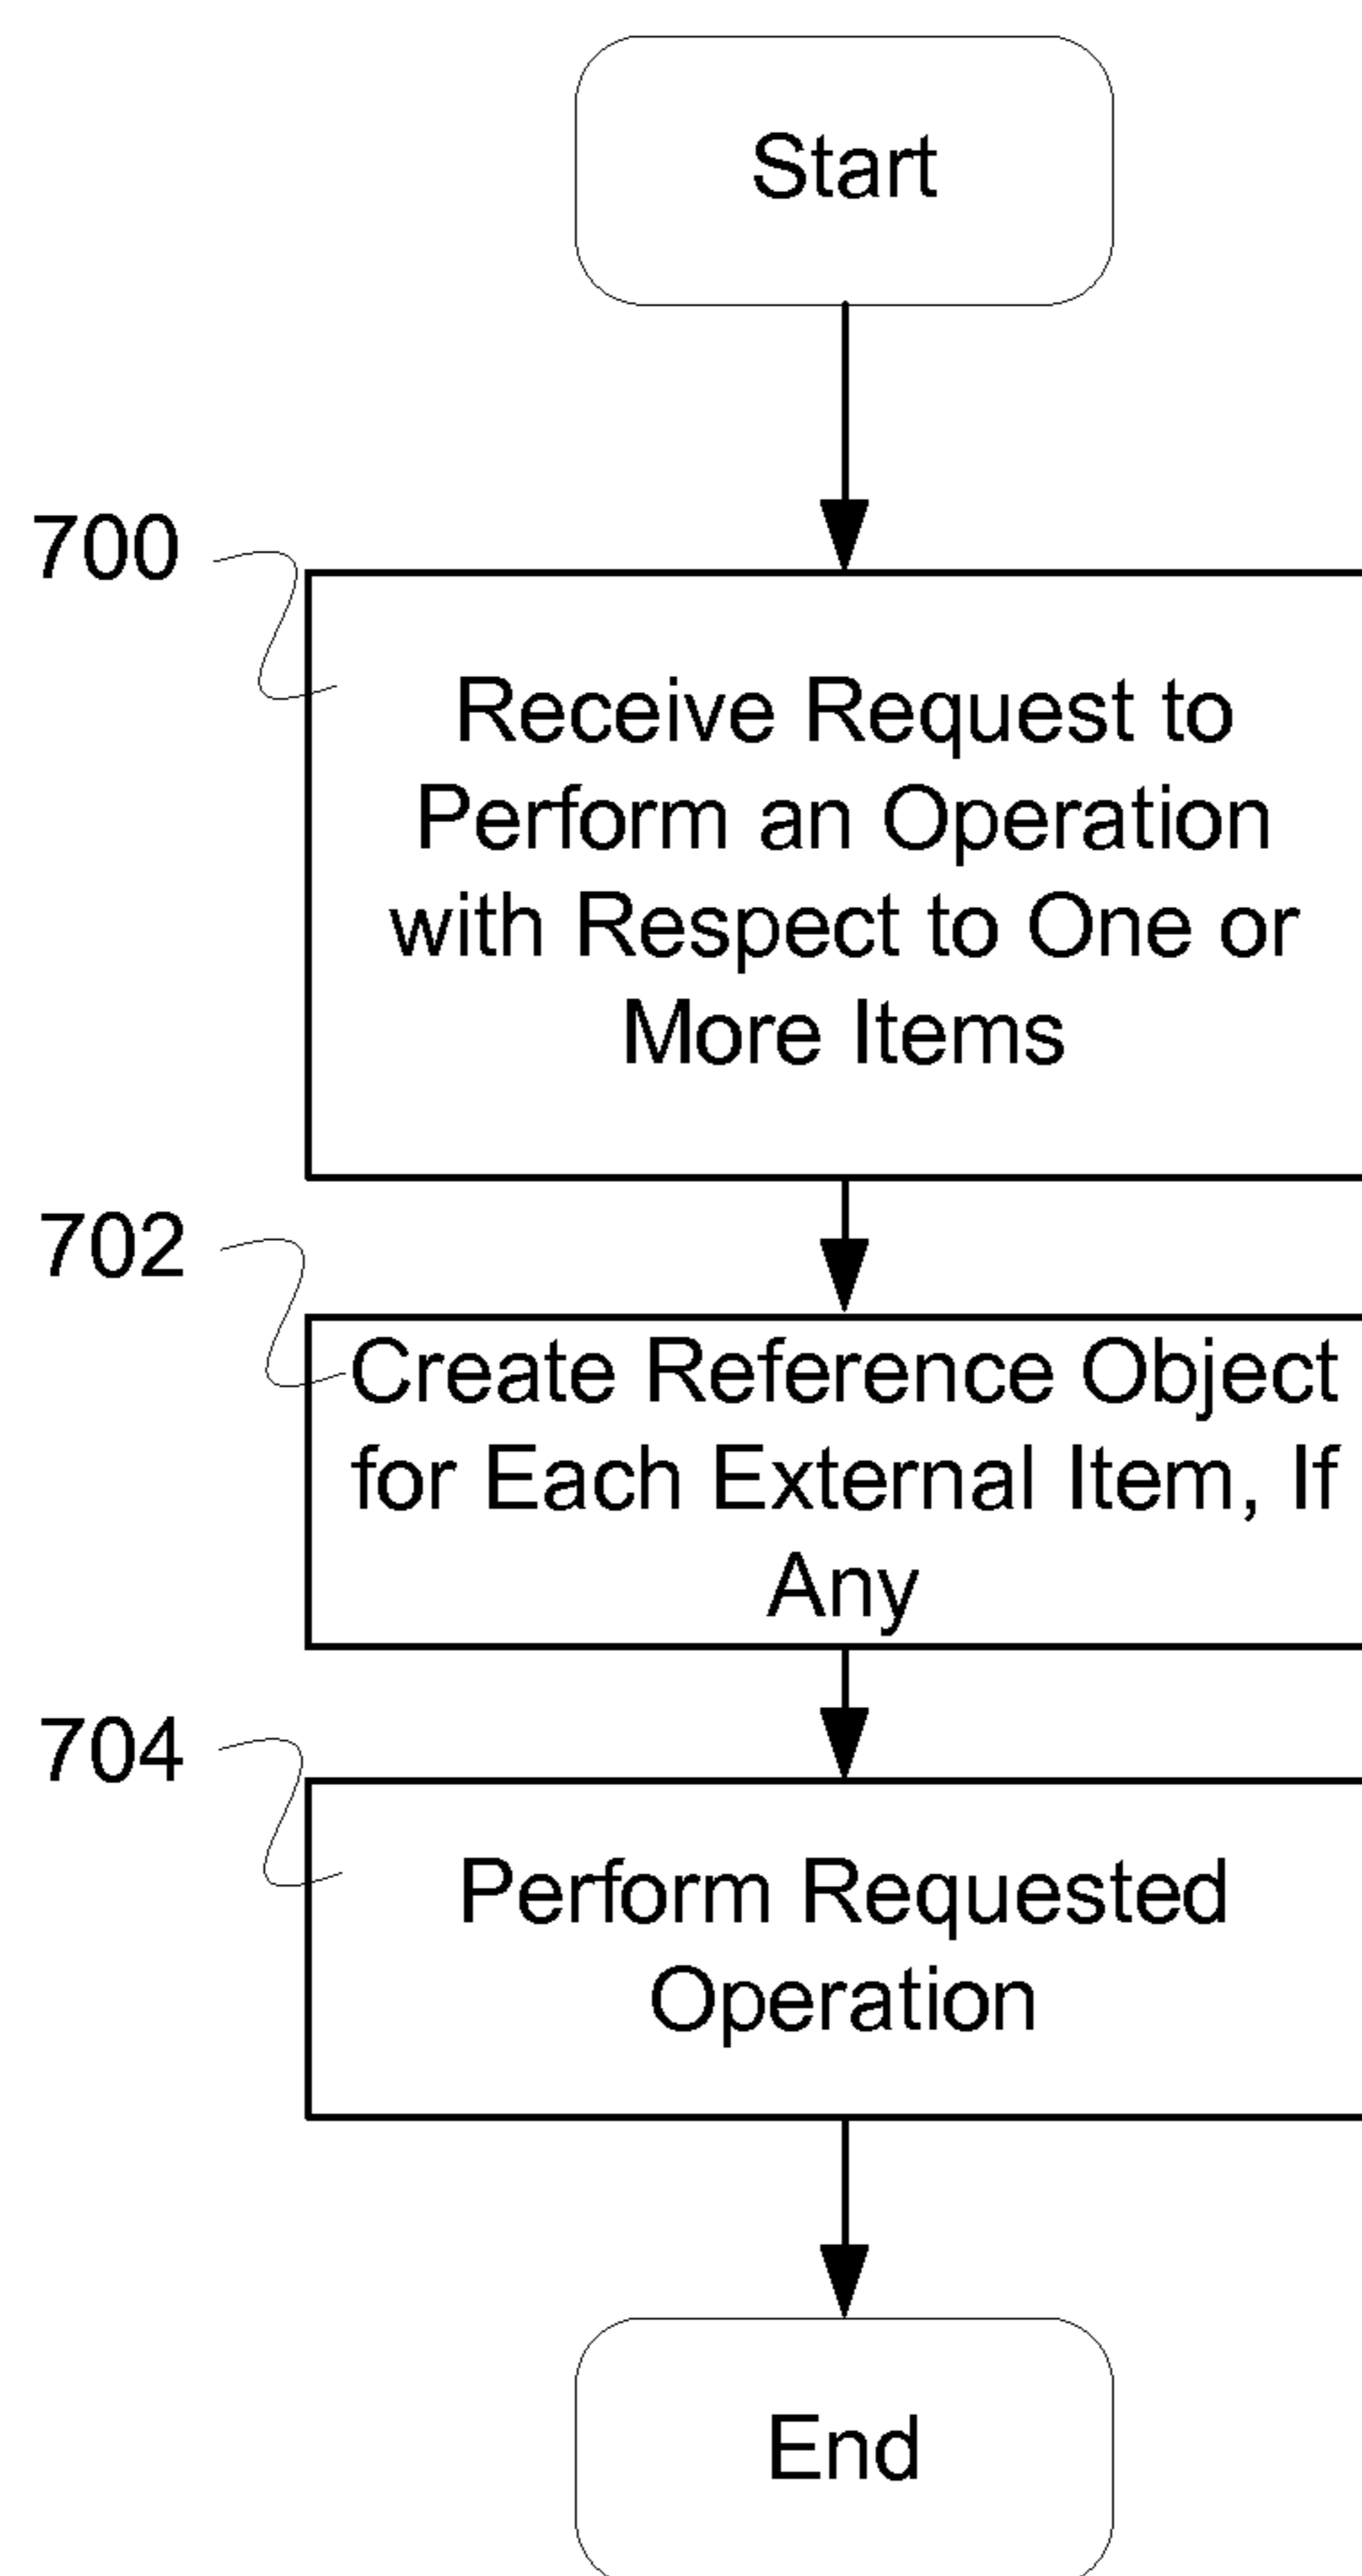 Start
700
Receive Request to
Perform an Operation
with Respect to One or
More Items
702
Create Reference Object
for Each External Item, If
Any
704
Perform Requested
Operation
End